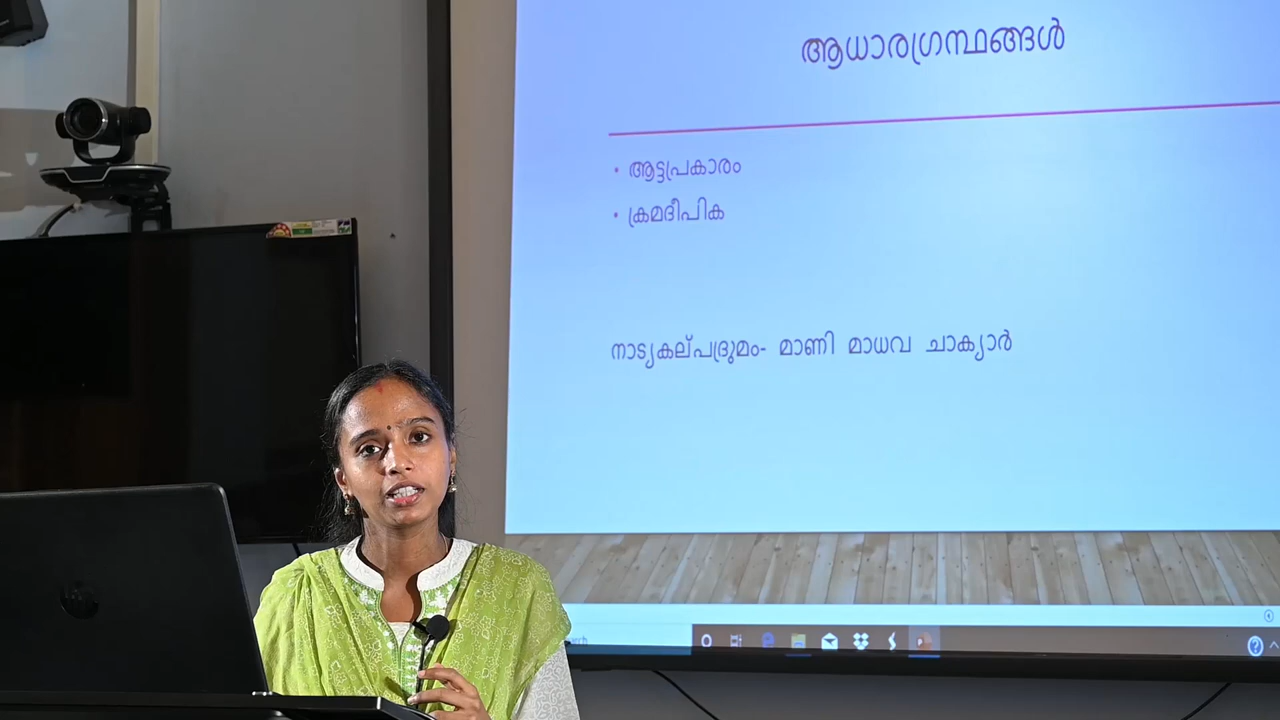 ആധാരഗ്രന്ഥങ്ങൾ
• ആട്ടപ്രകാരം
• ക്രമദീപിക
നാട്യകല്പദ്രുമം- മാണി മാധവ ചാക്യാർ